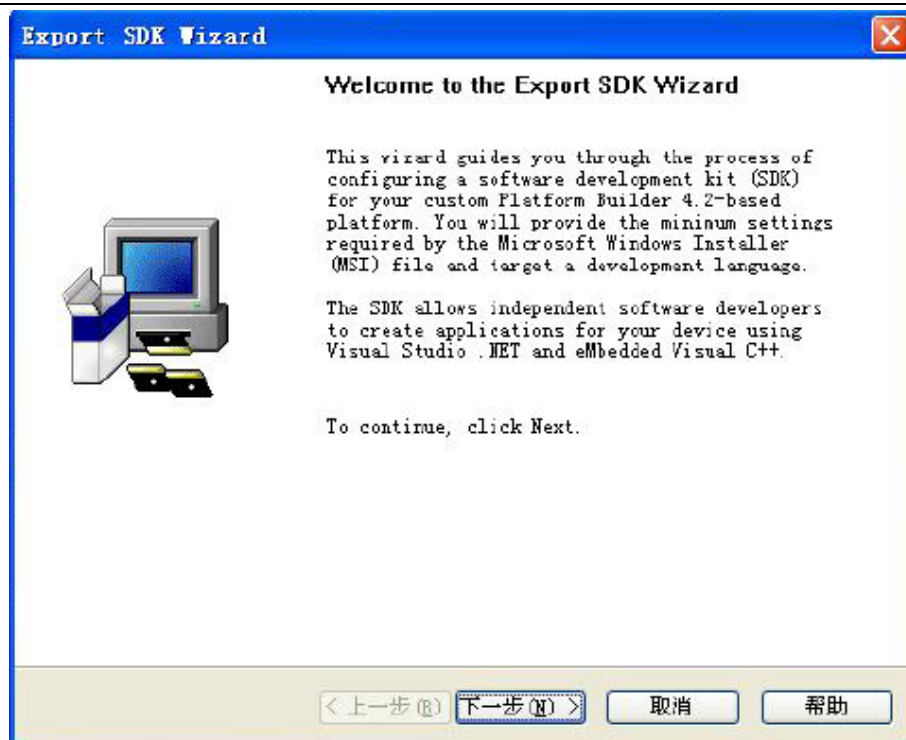 Export SDK Wizard
Welcome to the Export SDK Wizard
This wizard guides you through the process of
configuring a software development kit (SDK)
for your custom Platform Builder 4.2-based
platform. You will provide the minimum settings
required by the Microsoft Windows Installer
(MSI) file and target a development language.
The SDK allows independent software developers
to create applications for your device using
Visual Studio .NET and eMbedded Visual C++.
To continue, click Next.
< 上一步(B) 下一步(N) > 取消 帮助